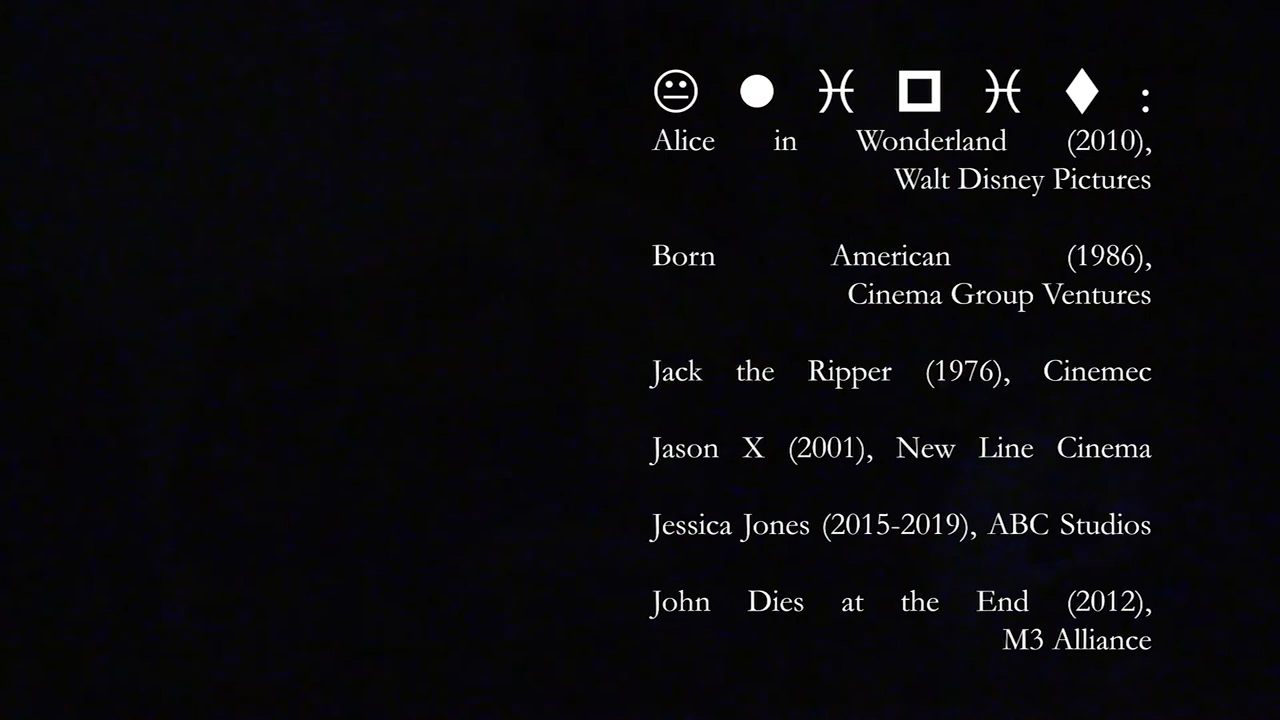 😐 ● ♓ ◻ ♓ ♦ :
Alice in Wonderland (2010),
Walt Disney Pictures
Born American (1986),
Cinema Group Ventures
Jack the Ripper (1976), Cinemec
Jason X (2001), New Line Cinema
Jessica Jones (2015-2019), ABC Studios
John Dies at the End (2012),
M3 Alliance